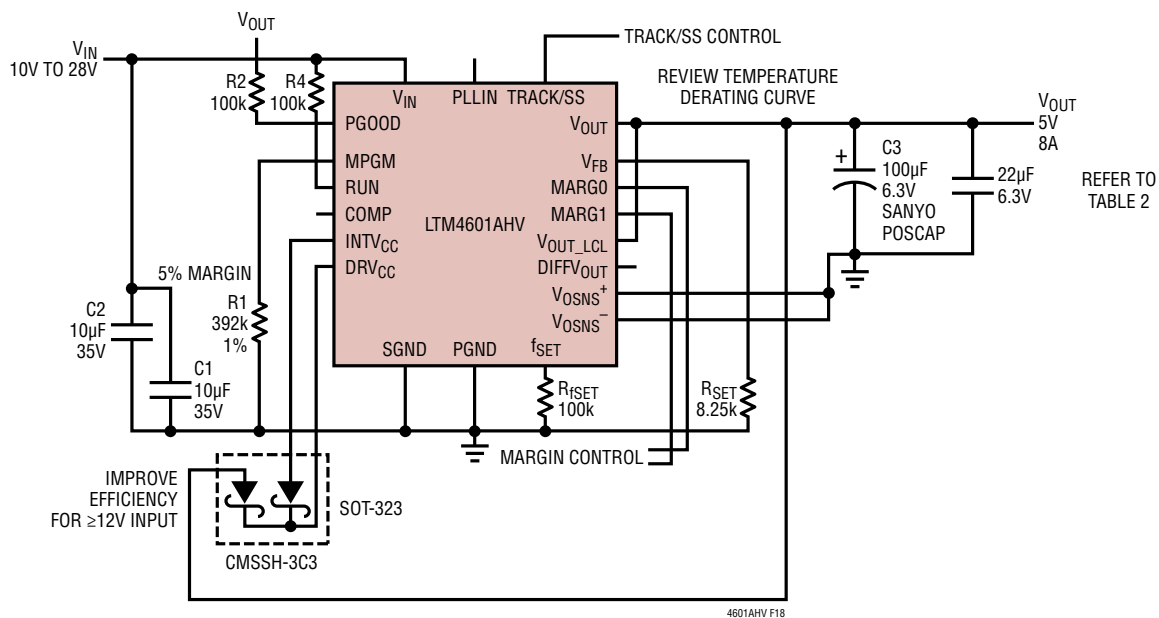 VOUT
VIN
10V TO 28V
R2
100k
R4
100k
TRACK/SS CONTROL
REVIEW TEMPERATURE
DERATING CURVE
VIN
PLLIN
TRACK/SS
PGOOD
MPGM
RUN
COMP
INTVCC
DRVCC
LTM4601AHV
VOUT
VFB
MARG0
MARG1
VOUT_LCL
DIFFVOUT
VOSNS+
VOSNS–
SGND
PGND
fSET
VOUT
5V
8A
C3
100µF
6.3V
SANYO
POSCAP
+
22µF
6.3V
REFER TO
TABLE 2
5% MARGIN
R1
392k
1%
C2
10µF
35V
C1
10µF
35V
RfSET
100k
RSET
8.25k
MARGIN CONTROL
IMPROVE
EFFICIENCY
FOR ≥12V INPUT
SOT-323
CMSSH-3C3
4601AHV F18